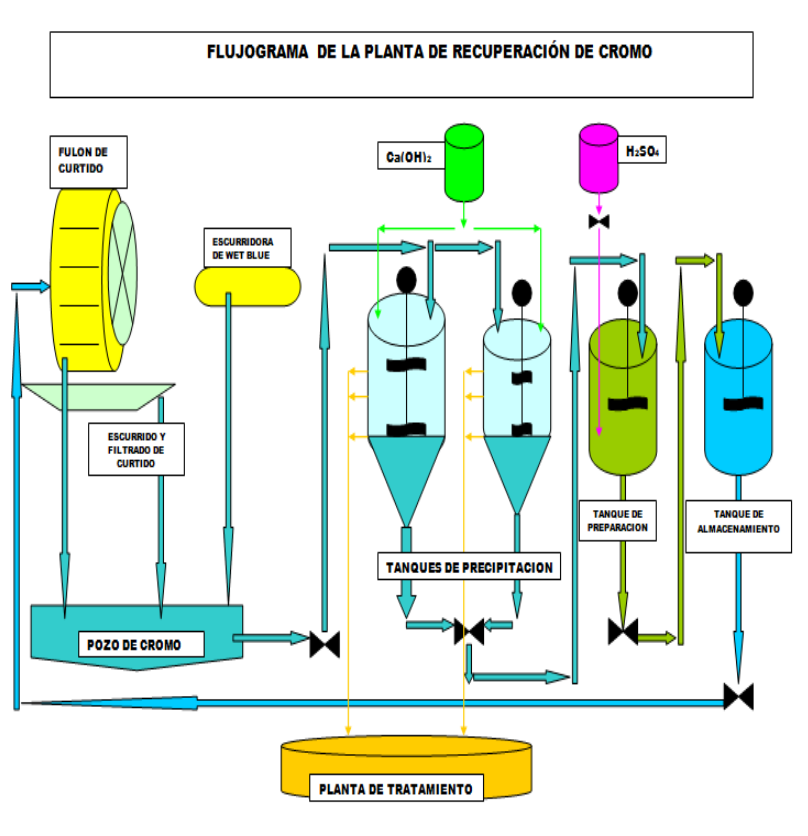 FLUJOGRAMA DE LA PLANTA DE RECUPERACIÓN DE CROMO
FULON DE
CURTIDO
Ca(OH)₂
H₂SO₄
ESCURRIDORA
DE WET BLUE
ESCURRIDO Y
FILTRADO DE
CURTIDO
TANQUE DE
PREPARACION
TANQUE DE
ALMACENAMIENTO
TANQUES DE PRECIPITACION
POZO DE CROMO
PLANTA DE TRATAMIENTO